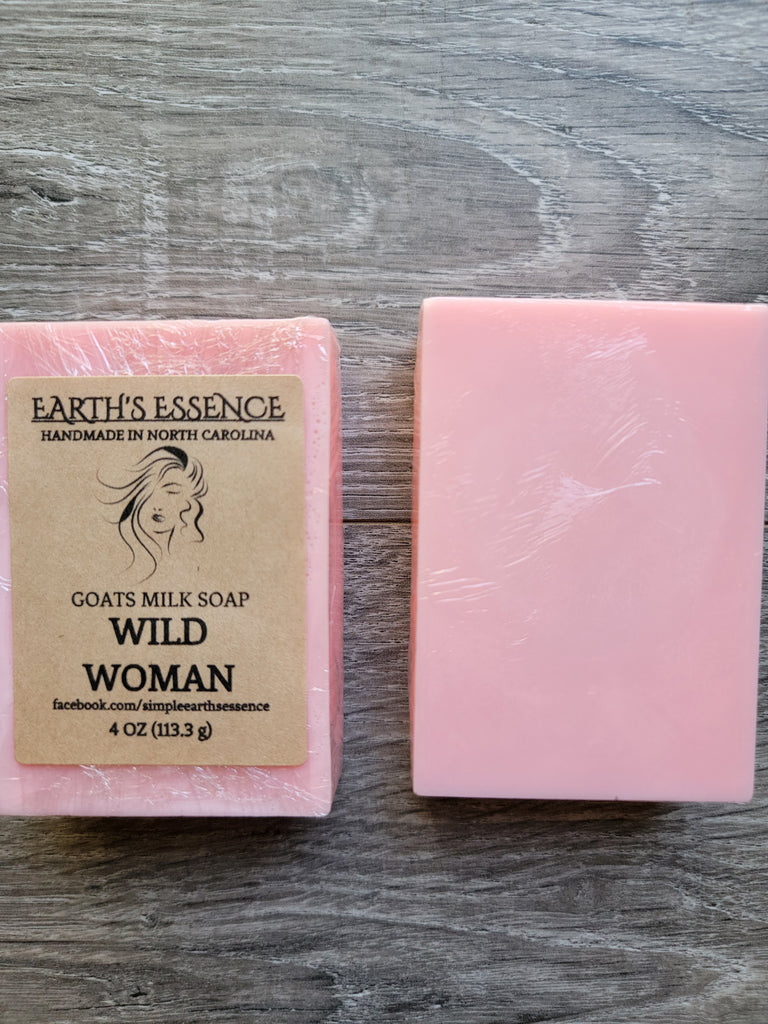 EARTH'S ESSENCE
HANDMADE IN NORTH CAROLINA
GOATS MILK SOAP
WILD
WOMAN
facebook.com/simpleearthsessence
4 OZ (113.3 g)